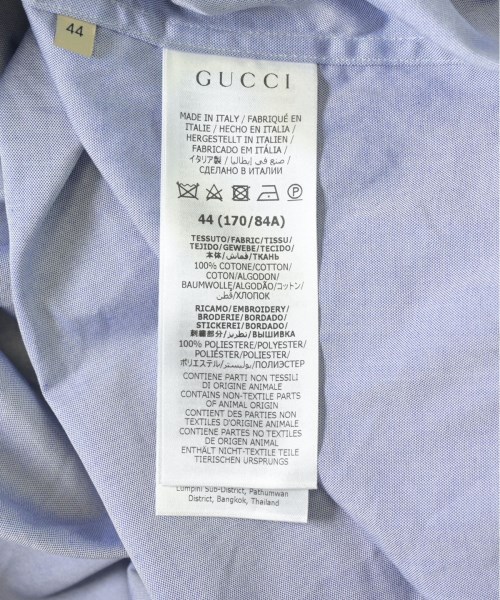 44
GUCCI
MADE IN ITALY / FABRIQUÉ EN
ITALIE / HECHO EN ITALIA /
HERGESTELLT IN ITALIEN /
FABRICADO EM ITÁLIA /
イタリア製 / صنع في إيطاليا /
СДЕЛАНО В ИТАЛИИ
P
44 (170/84A)
TESSUTO/FABRIC/TISSU/
TEJIDO/GEWEBE/TECIDO/
本体/قماش/ТКАНЬ
100% COTONE/COTTON/
COTON/ALGODON/
BAUMWOLLE/ALGODÃO/コットン/
قطن/ХЛОПОК
RICAMO/EMBROIDERY/
BRODERIE/BORDADO/
STICKEREI/BORDADO/
刺繍部分/تطريز/ВЫШИВКА
100% POLIESTERE/POLYESTER/
POLIÉSTER/POLIESTER/
ポリエステル/بوليستر/ПОЛИЭСТЕР
CONTIENE PARTI NON TESSILI
DI ORIGINE ANIMALE
CONTAINS NON-TEXTILE PARTS
OF ANIMAL ORIGIN
CONTIENT DES PARTIES NON
TEXTILES D'ORIGINE ANIMALE
CONTIENE PARTES NO TEXTILES
DE ORIGEN ANIMAL
ENTHÄLT NICHT-TEXTILE TEILE
TIERISCHEN URSPRUNGS
Lumpini Sub-District, Pathumwan
District, Bangkok, Thailand